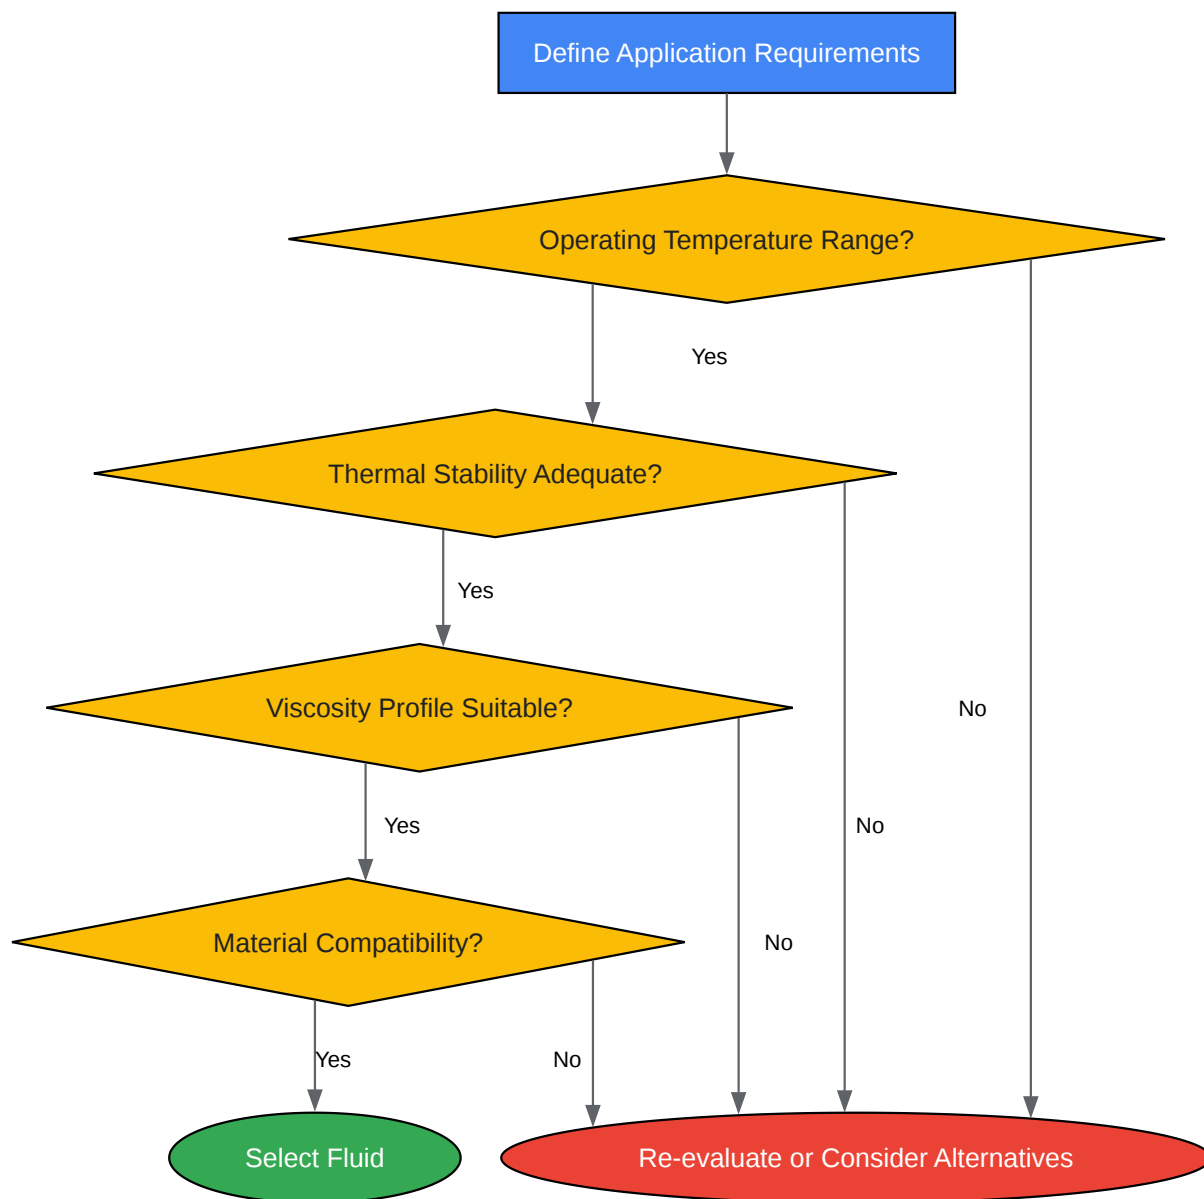 Define Application Requirements
Operating Temperature Range?
Yes
Thermal Stability Adequate?
Yes
Viscosity Profile Suitable?
No
Yes
No
Material Compatibility?
No
Yes
No
Select Fluid
Re-evaluate or Consider Alternatives